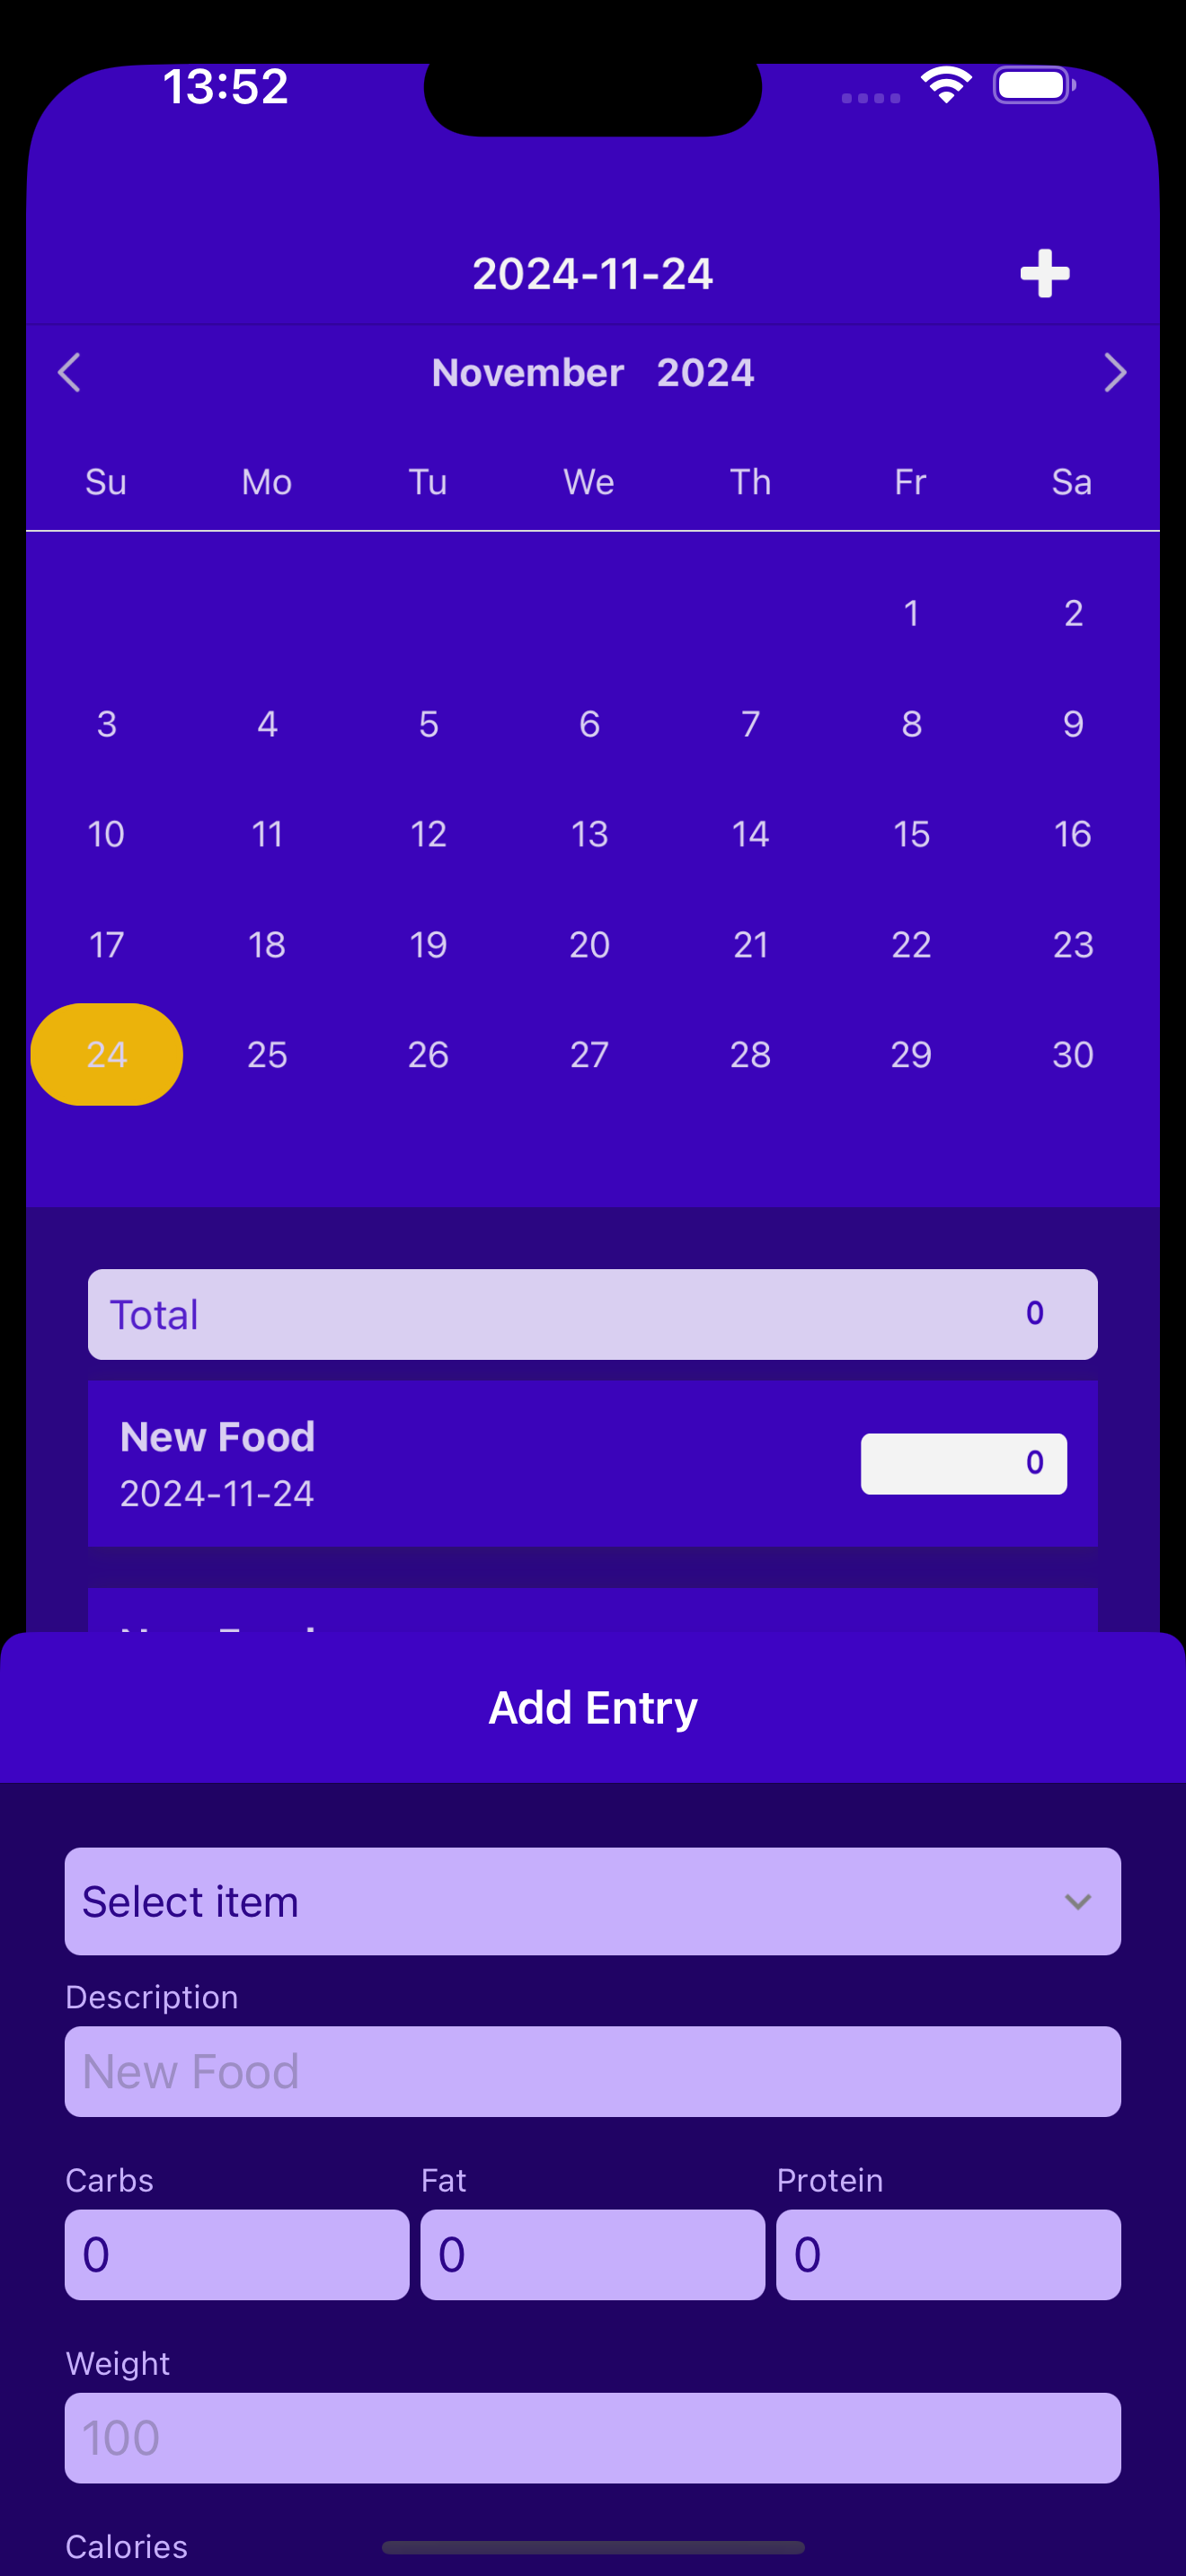 13:52
2024-11-24
November 2024
Su Mo Tu We Th Fr Sa
1 2
3 4 5 6 7 8 9
10 11 12 13 14 15 16
17 18 19 20 21 22 23
24 25 26 27 28 29 30
Total 0
New Food
0
2024-11-24
Add Entry
Select item
Description
New Food
Carbs Fat Protein
0 0 0
Weight
100
Calories